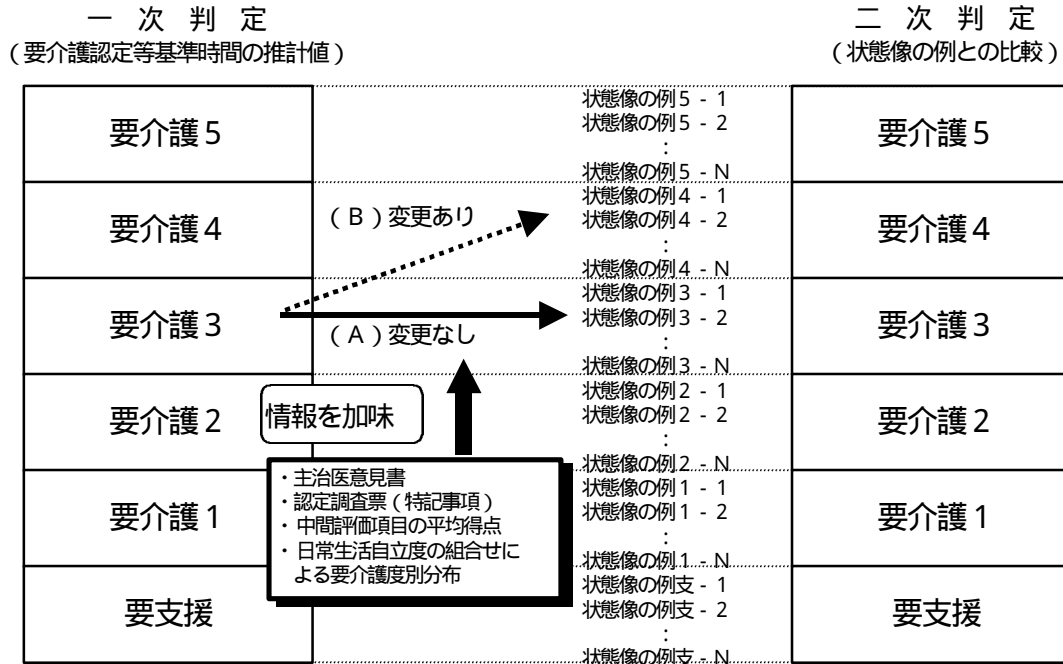 一次判定
(要介護認定等基準時間の推計値)
二次判定
(状態像の例との比較)
要介護5
要介護4
要介護3
要介護2
要介護1
要支援
(B)変更あり
(A)変更なし
情報を加味
・主治医意見書
・認定調査票(特記事項)
・中間評価項目の平均得点
・日常生活自立度の組合せに
よる要介護度別分布
状態像の例5-1
状態像の例5-2
:
状態像の例5-N
状態像の例4-1
状態像の例4-2
:
状態像の例4-N
状態像の例3-1
状態像の例3-2
:
状態像の例3-N
状態像の例2-1
状態像の例2-2
:
状態像の例2-N
状態像の例1-1
状態像の例1-2
:
状態像の例1-N
状態像の例支-1
状態像の例支-2
:
状態像の例支-N
要介護5
要介護4
要介護3
要介護2
要介護1
要支援